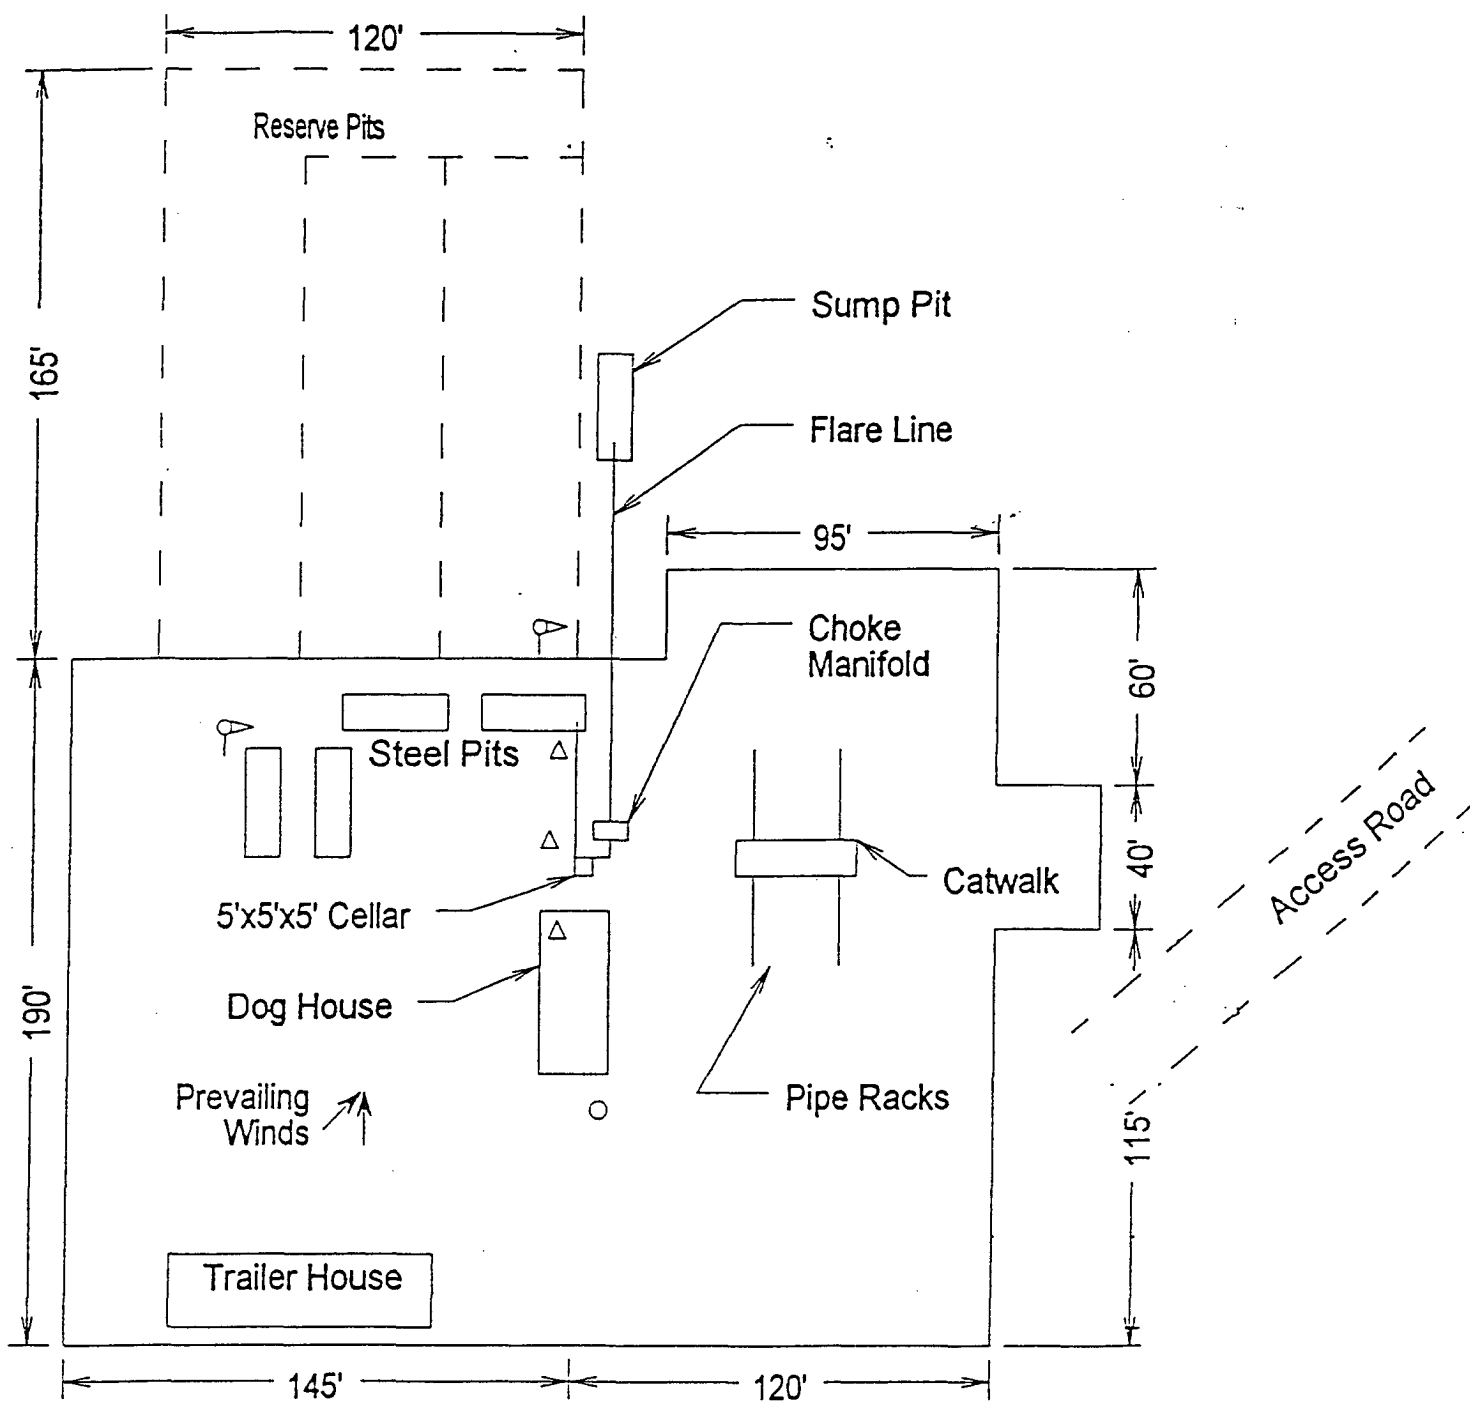 120'
Reserve Pits
165'
Sump Pit
Flare Line
95'
Choke
Manifold
60'
Steel Pits
40'
Access Road
Catwalk
5'x5'x5' Cellar
190'
Dog House
Prevailing
Winds
Pipe Racks
115'
Trailer House
145'
120'